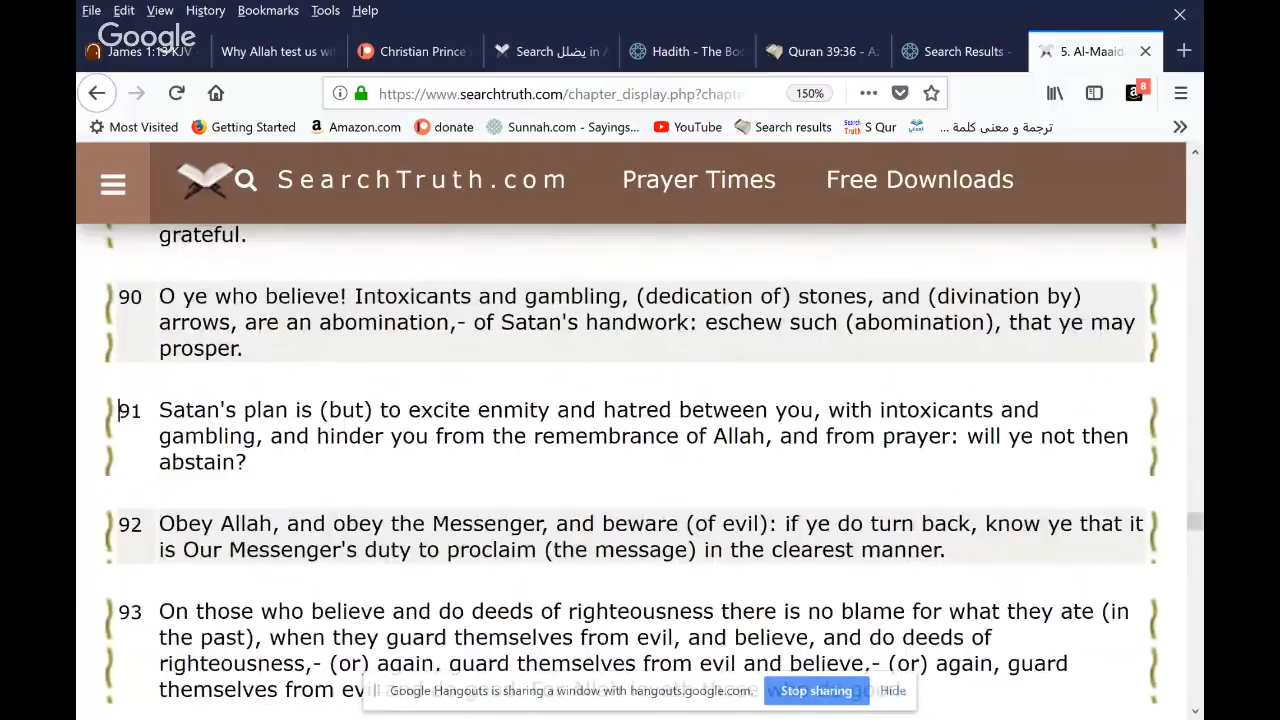 File Edit View History Bookmarks Tools Help
Google
James 1:13 KJV Why Allah test us wi Christian Prince Search يضلل in Hadith - The Bo Quran 39:36 - A Search Results - 5. Al-Maaid
https://www.searchtruth.com/chapter_display.php?chapte 150% 8
Most Visited Getting Started Amazon.com donate Sunnah.com - Sayings... YouTube Search results S Qur ترجمة و معنى كلمة ...
SearchTruth.com Prayer Times Free Downloads
grateful.
90 O ye who believe! Intoxicants and gambling, (dedication of) stones, and (divination by)
arrows, are an abomination,- of Satan's handwork: eschew such (abomination), that ye may
prosper.
91 Satan's plan is (but) to excite enmity and hatred between you, with intoxicants and
gambling, and hinder you from the remembrance of Allah, and from prayer: will ye not then
abstain?
92 Obey Allah, and obey the Messenger, and beware (of evil): if ye do turn back, know ye that it
is Our Messenger's duty to proclaim (the message) in the clearest manner.
93 On those who believe and do deeds of righteousness there is no blame for what they ate (in
the past), when they guard themselves from evil, and believe, and do deeds of
righteousness,- (or) again, guard themselves from evil and believe,- (or) again, guard
themselves from evil
Google Hangouts is sharing a window with hangouts.google.com. Stop sharing Hide